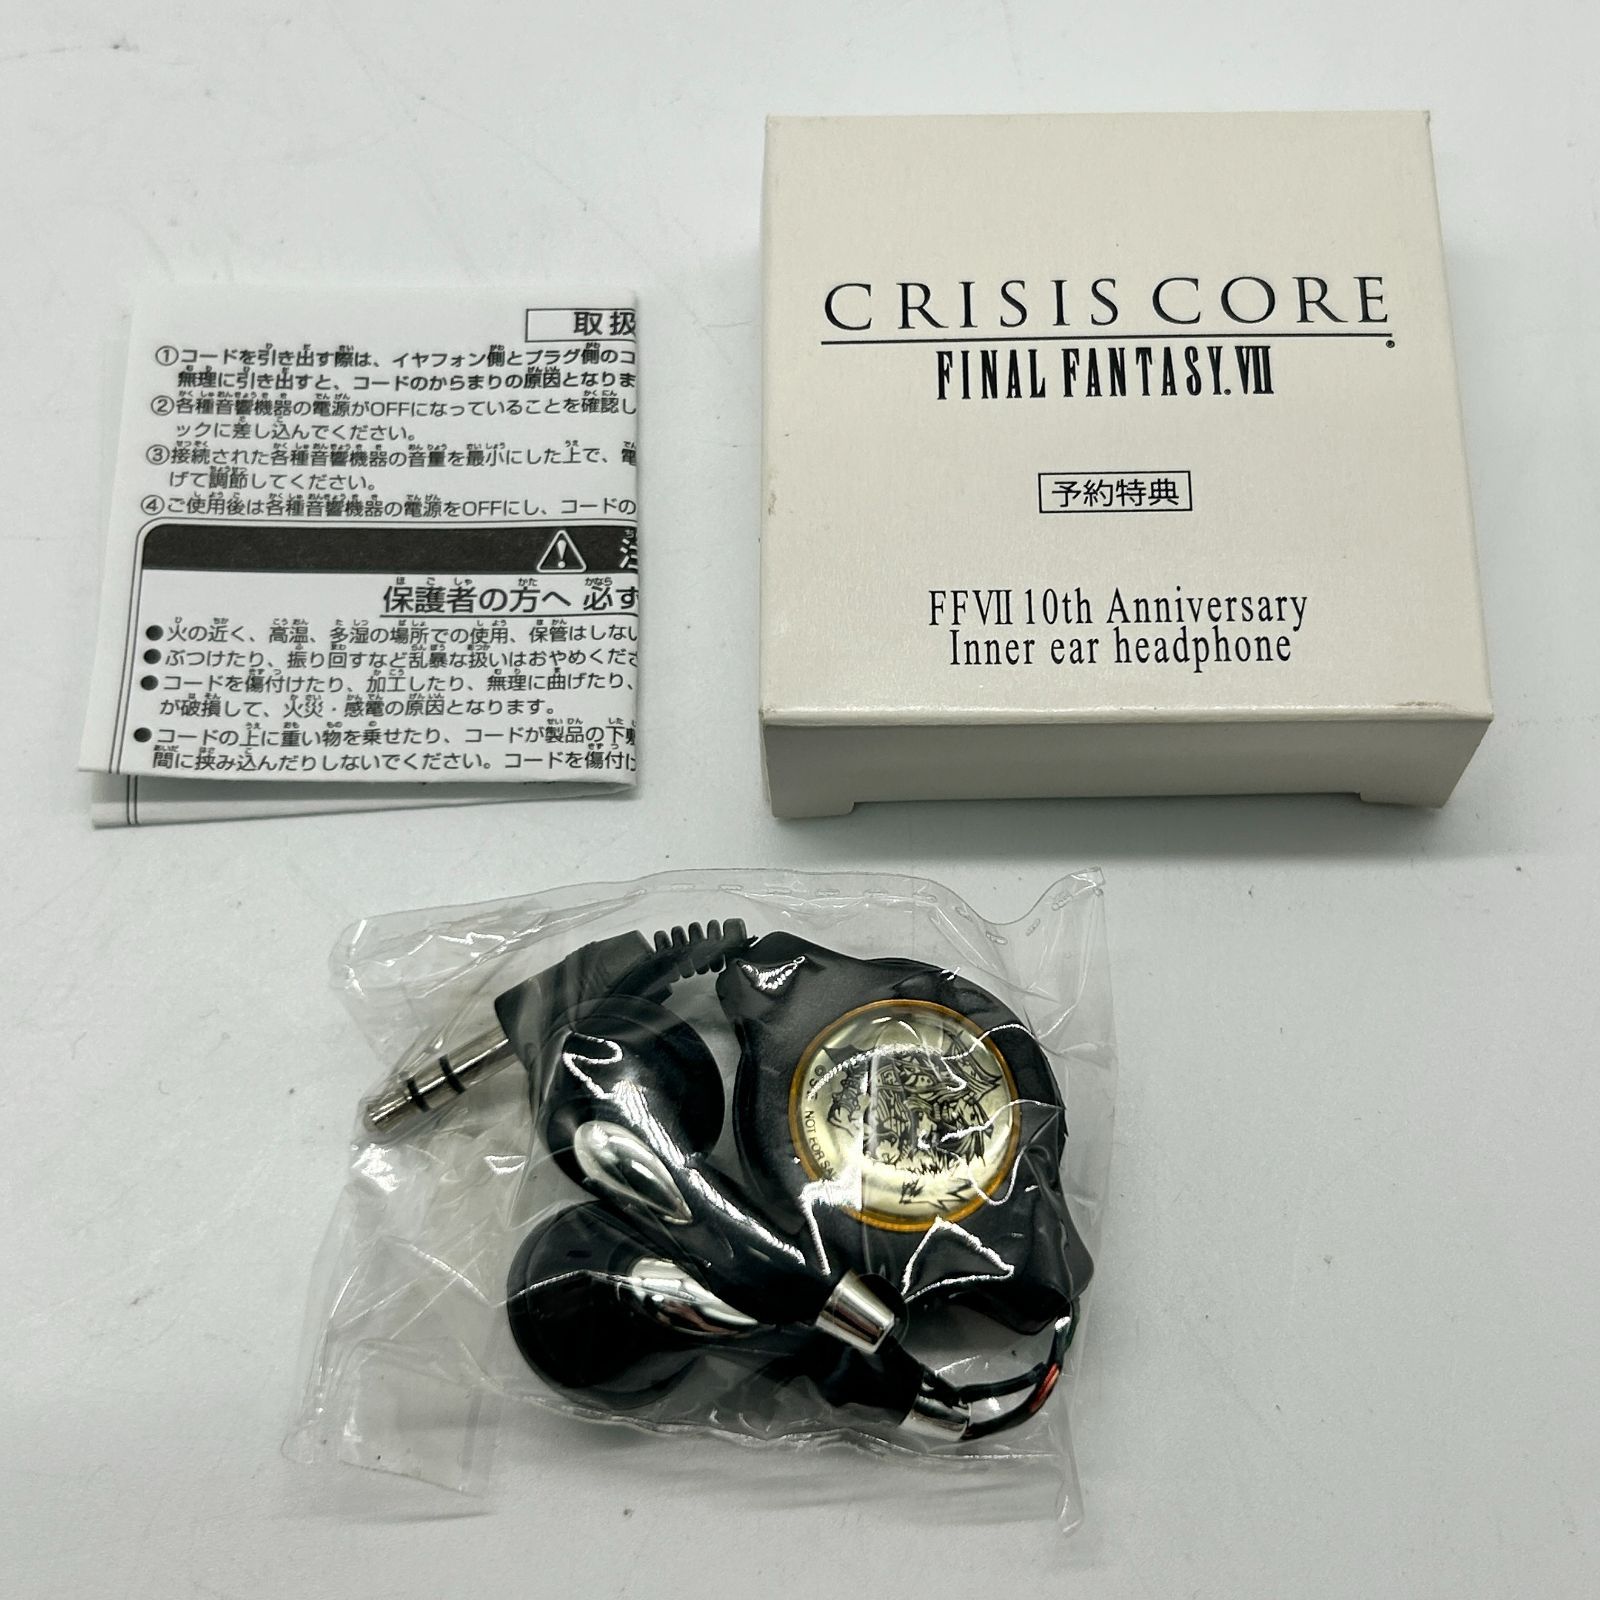 取扱
①コードを引き出す際は、イヤフォン側とプラグ側のコ
無理に引き出すと、コードのからまりの原因となりま
②各種音響機器の電源がOFFになっていることを確認し
ックに差し込んでください。
③接続された各種音響機器の音量を最小にした上で、電
げて調節してください。
④ご使用後は各種音響機器の電源をOFFにし、コードの
注
保護者の方へ 必ず
●火の近く、高温、多湿の場所での使用、保管はしない
●ぶつけたり、振り回すなど乱暴な扱いはおやめくださ
●コードを傷付けたり、加工したり、無理に曲げたり、
が破損して、火災・感電の原因となります。
●コードの上に重い物を乗せたり、コードが製品の下敷
間に挟み込んだりしないでください。コードを傷付け
CRISIS CORE
FINAL FANTASY. VII
予約特典
FFVII 10th Anniversary
Inner ear headphone
NOT FOR SAL